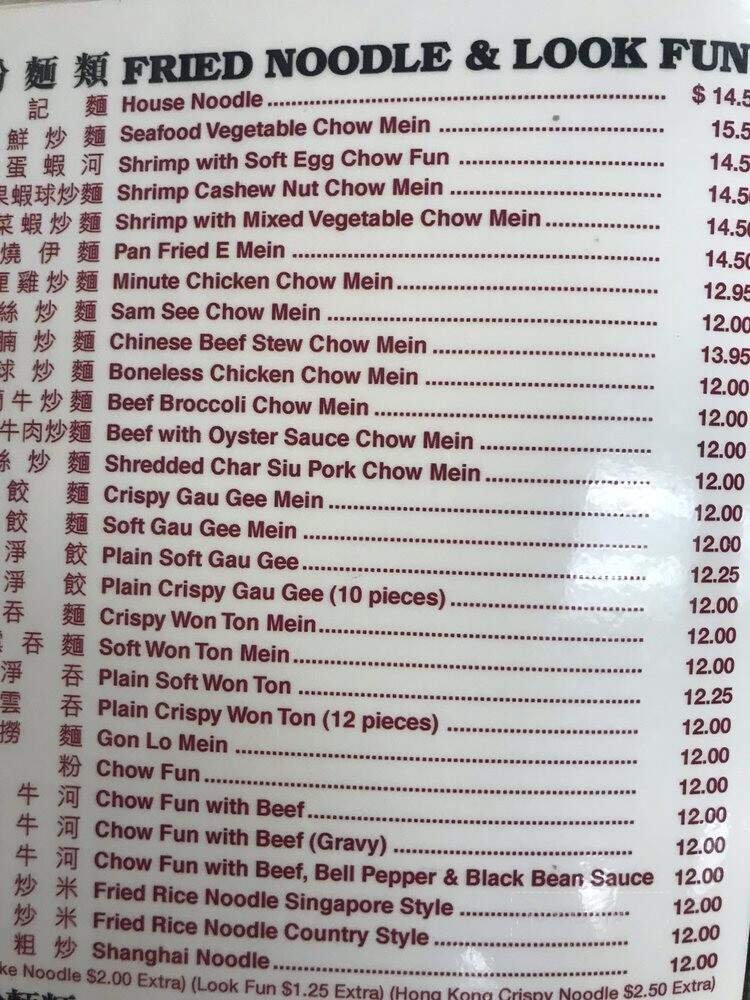 麵 類 FRIED NOODLE & LOOK FUN
記 麵 House Noodle ........ $ 14.5
鮮 炒 麵 Seafood Vegetable Chow Mein ........ 15.5
蛋 蝦 河 Shrimp with Soft Egg Chow Fun ........ 14.5
果蝦球炒麵 Shrimp Cashew Nut Chow Mein ........ 14.5
菜 蝦 炒 麵 Shrimp with Mixed Vegetable Chow Mein ........ 14.50
燒 伊 麵 Pan Fried E Mein ........ 14.50
雞 炒 麵 Minute Chicken Chow Mein ........ 12.95
絲 炒 麵 Sam See Chow Mein ........ 12.00
腩 炒 麵 Chinese Beef Stew Chow Mein ........ 13.95
球 炒 麵 Boneless Chicken Chow Mein ........ 12.00
牛 炒 麵 Beef Broccoli Chow Mein ........ 12.00
牛肉炒麵 Beef with Oyster Sauce Chow Mein ........ 12.00
絲 炒 麵 Shredded Char Siu Pork Chow Mein ........ 12.00
餃 麵 Crispy Gau Gee Mein ........ 12.00
餃 麵 Soft Gau Gee Mein ........ 12.00
淨 餃 Plain Soft Gau Gee ........ 12.25
淨 餃 Plain Crispy Gau Gee (10 pieces) ........ 12.00
吞 麵 Crispy Won Ton Mein ........ 12.00
吞 麵 Soft Won Ton Mein ........ 12.00
淨 吞 Plain Soft Won Ton ........ 12.25
雲 吞 Plain Crispy Won Ton (12 pieces) ........ 12.00
撈 麵 Gon Lo Mein ........ 12.00
粉 Chow Fun ........ 12.00
牛 河 Chow Fun with Beef ........ 12.00
牛 河 Chow Fun with Beef (Gravy) ........ 12.00
牛 河 Chow Fun with Beef, Bell Pepper & Black Bean Sauce 12.00
炒 米 Fried Rice Noodle Singapore Style ........ 12.00
炒 米 Fried Rice Noodle Country Style ........ 12.00
粗 炒 Shanghai Noodle ........ 12.00
ke Noodle $2.00 Extra) (Look Fun $1.25 Extra) (Hong Kong Crispy Noodle $2.50 Extra)